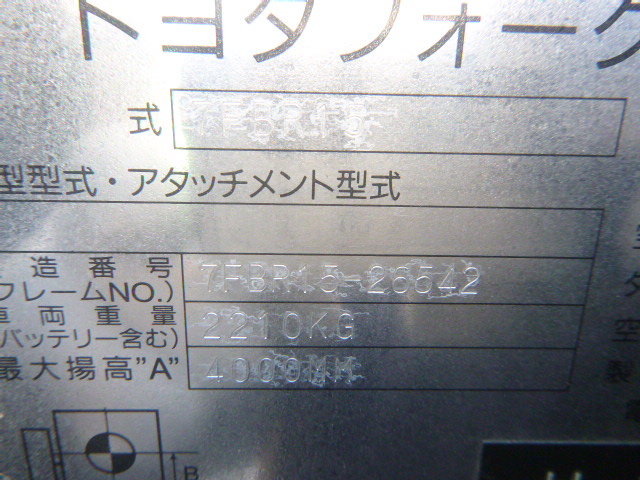 トヨタフォーク
式
型型式・アタッチメント型式
造番号 7FBR15-26542
フレームNO.)
車両重量 2210KG
バッテリー含む)
最大揚高"A" 4000MM
B